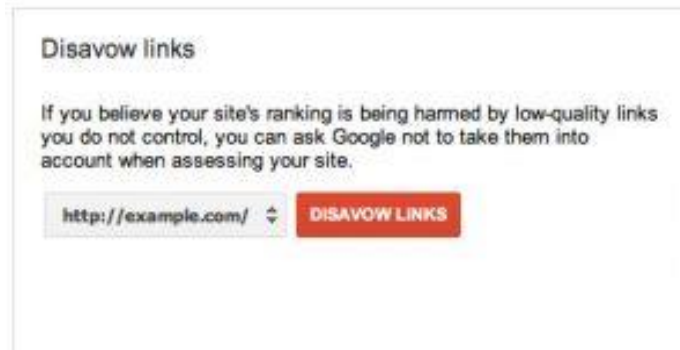 Disavow links
If you believe your site's ranking is being harmed by low-quality links
you do not control, you can ask Google not to take them into
account when assessing your site.
http://example.com/ DISAVOW LINKS